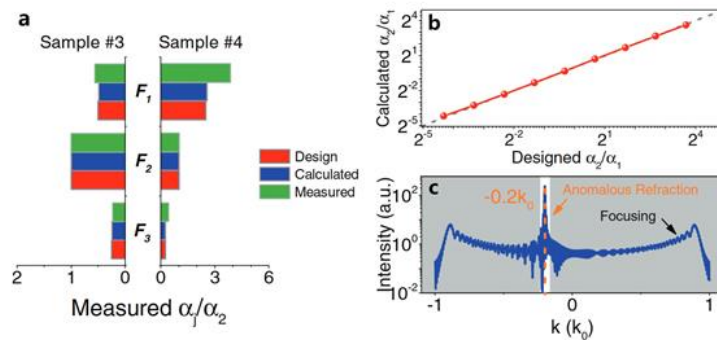 a
Sample #3 Sample #4
F1
F2
F3
2 1 0 0 3 6
Measured αj/α2
Design
Calculated
Measured
b
Calculated α2/α1
2^4
2^1
2^-2
2^-5
2^-5 2^-2 2^1 2^4
Designed α2/α1
c
Intensity (a.u.)
10^2
10^0
10^-2
-0.2k0
Anomalous Refraction
Focusing
-1 0 1
k (k0)